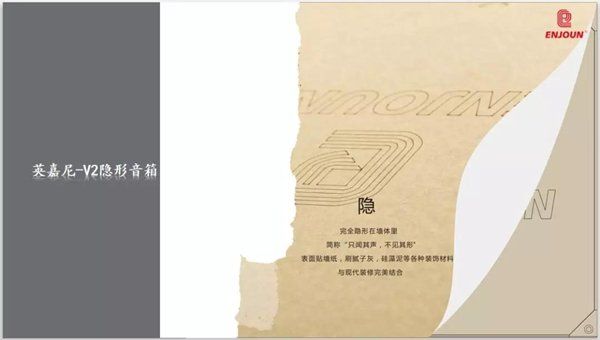 ENJOUN
英嘉尼-V2隐形音箱
ENJOUN
隐
完全隐形在墙体里
简称“只闻其声，不见其形”
表面贴墙纸，刷腻子灰，硅藻泥等各种装饰材料
与现代装修完美结合